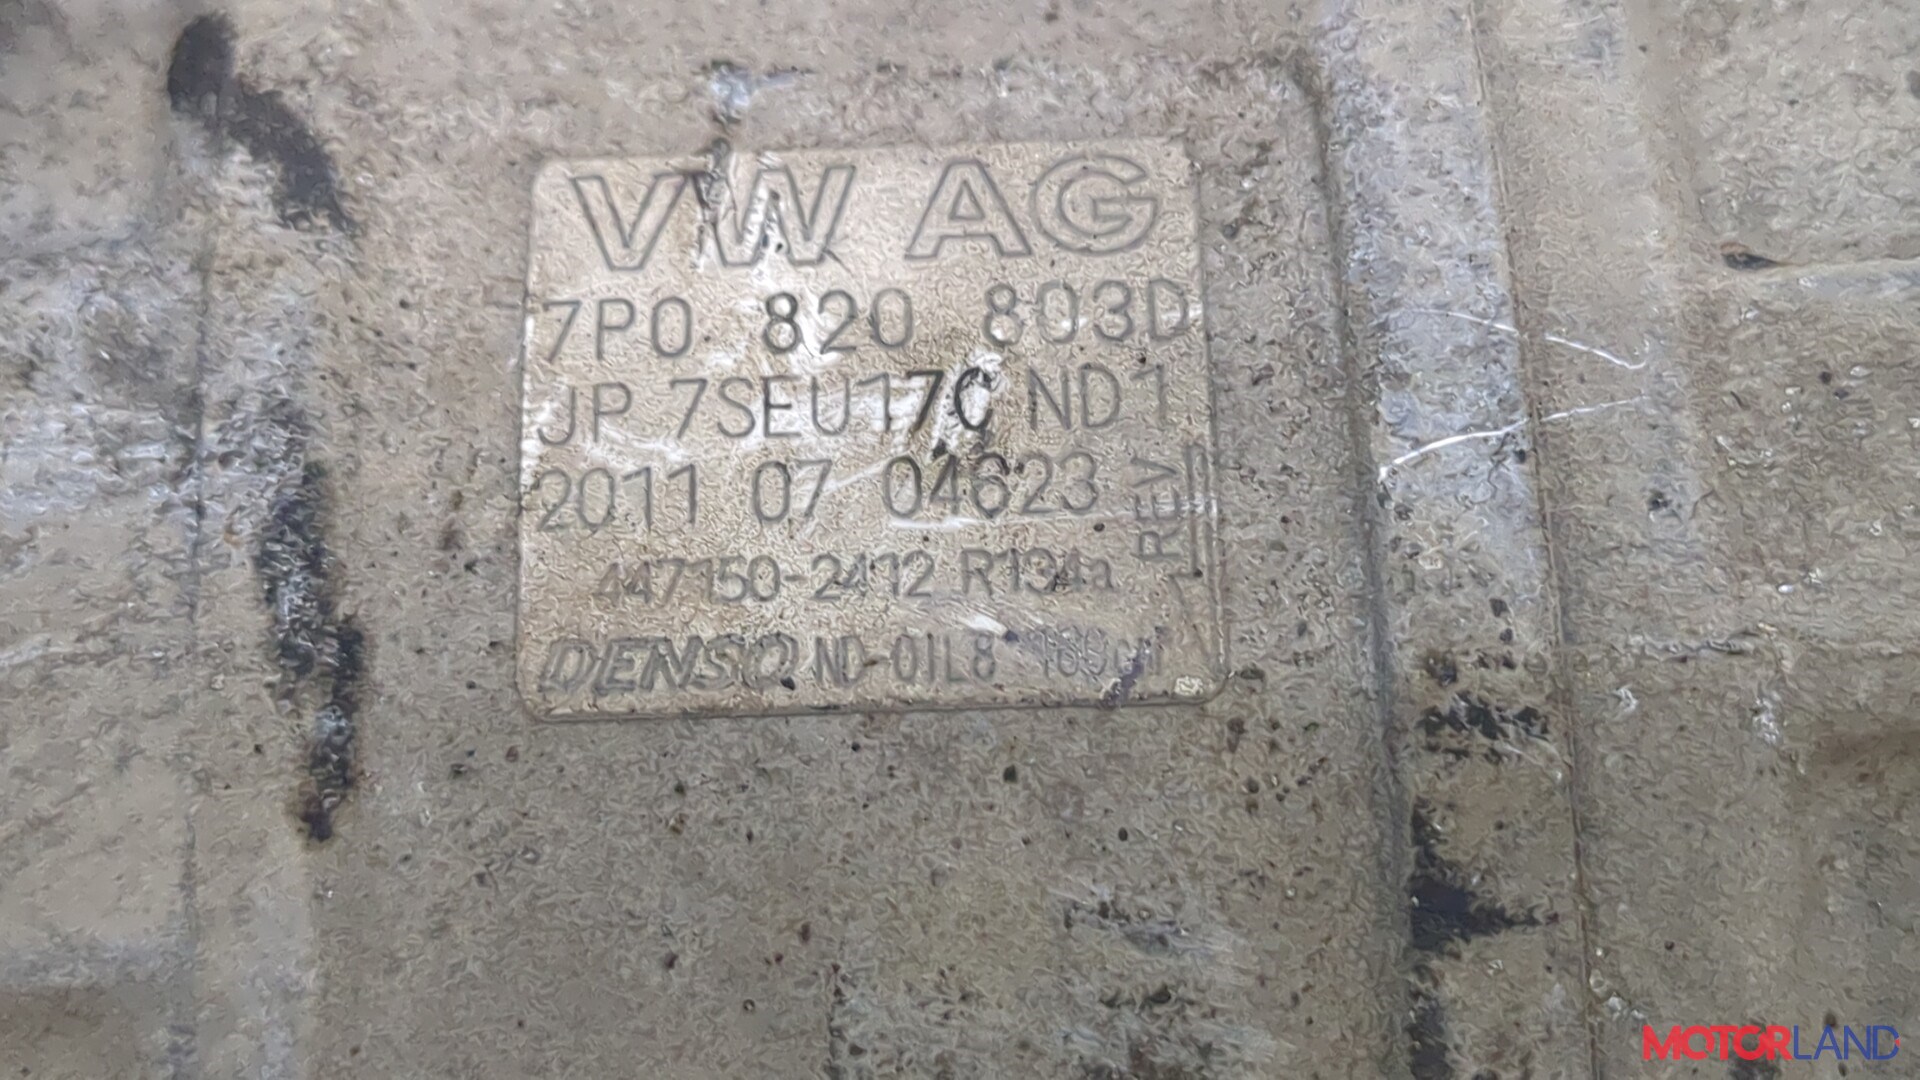 VW AG
7P0 820 803D
JP 7SEU17C ND1
2011 07 04623
REV
447150-2412 R134a
DENSO ND-OIL8
MOTORLAND